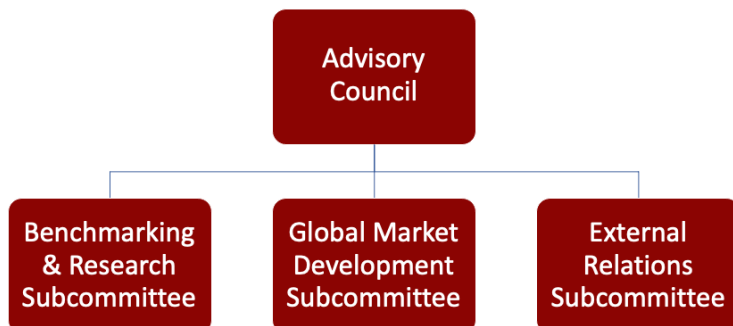 Advisory
Council
Benchmarking
& Research
Subcommittee
Global Market
Development
Subcommittee
External
Relations
Subcommittee